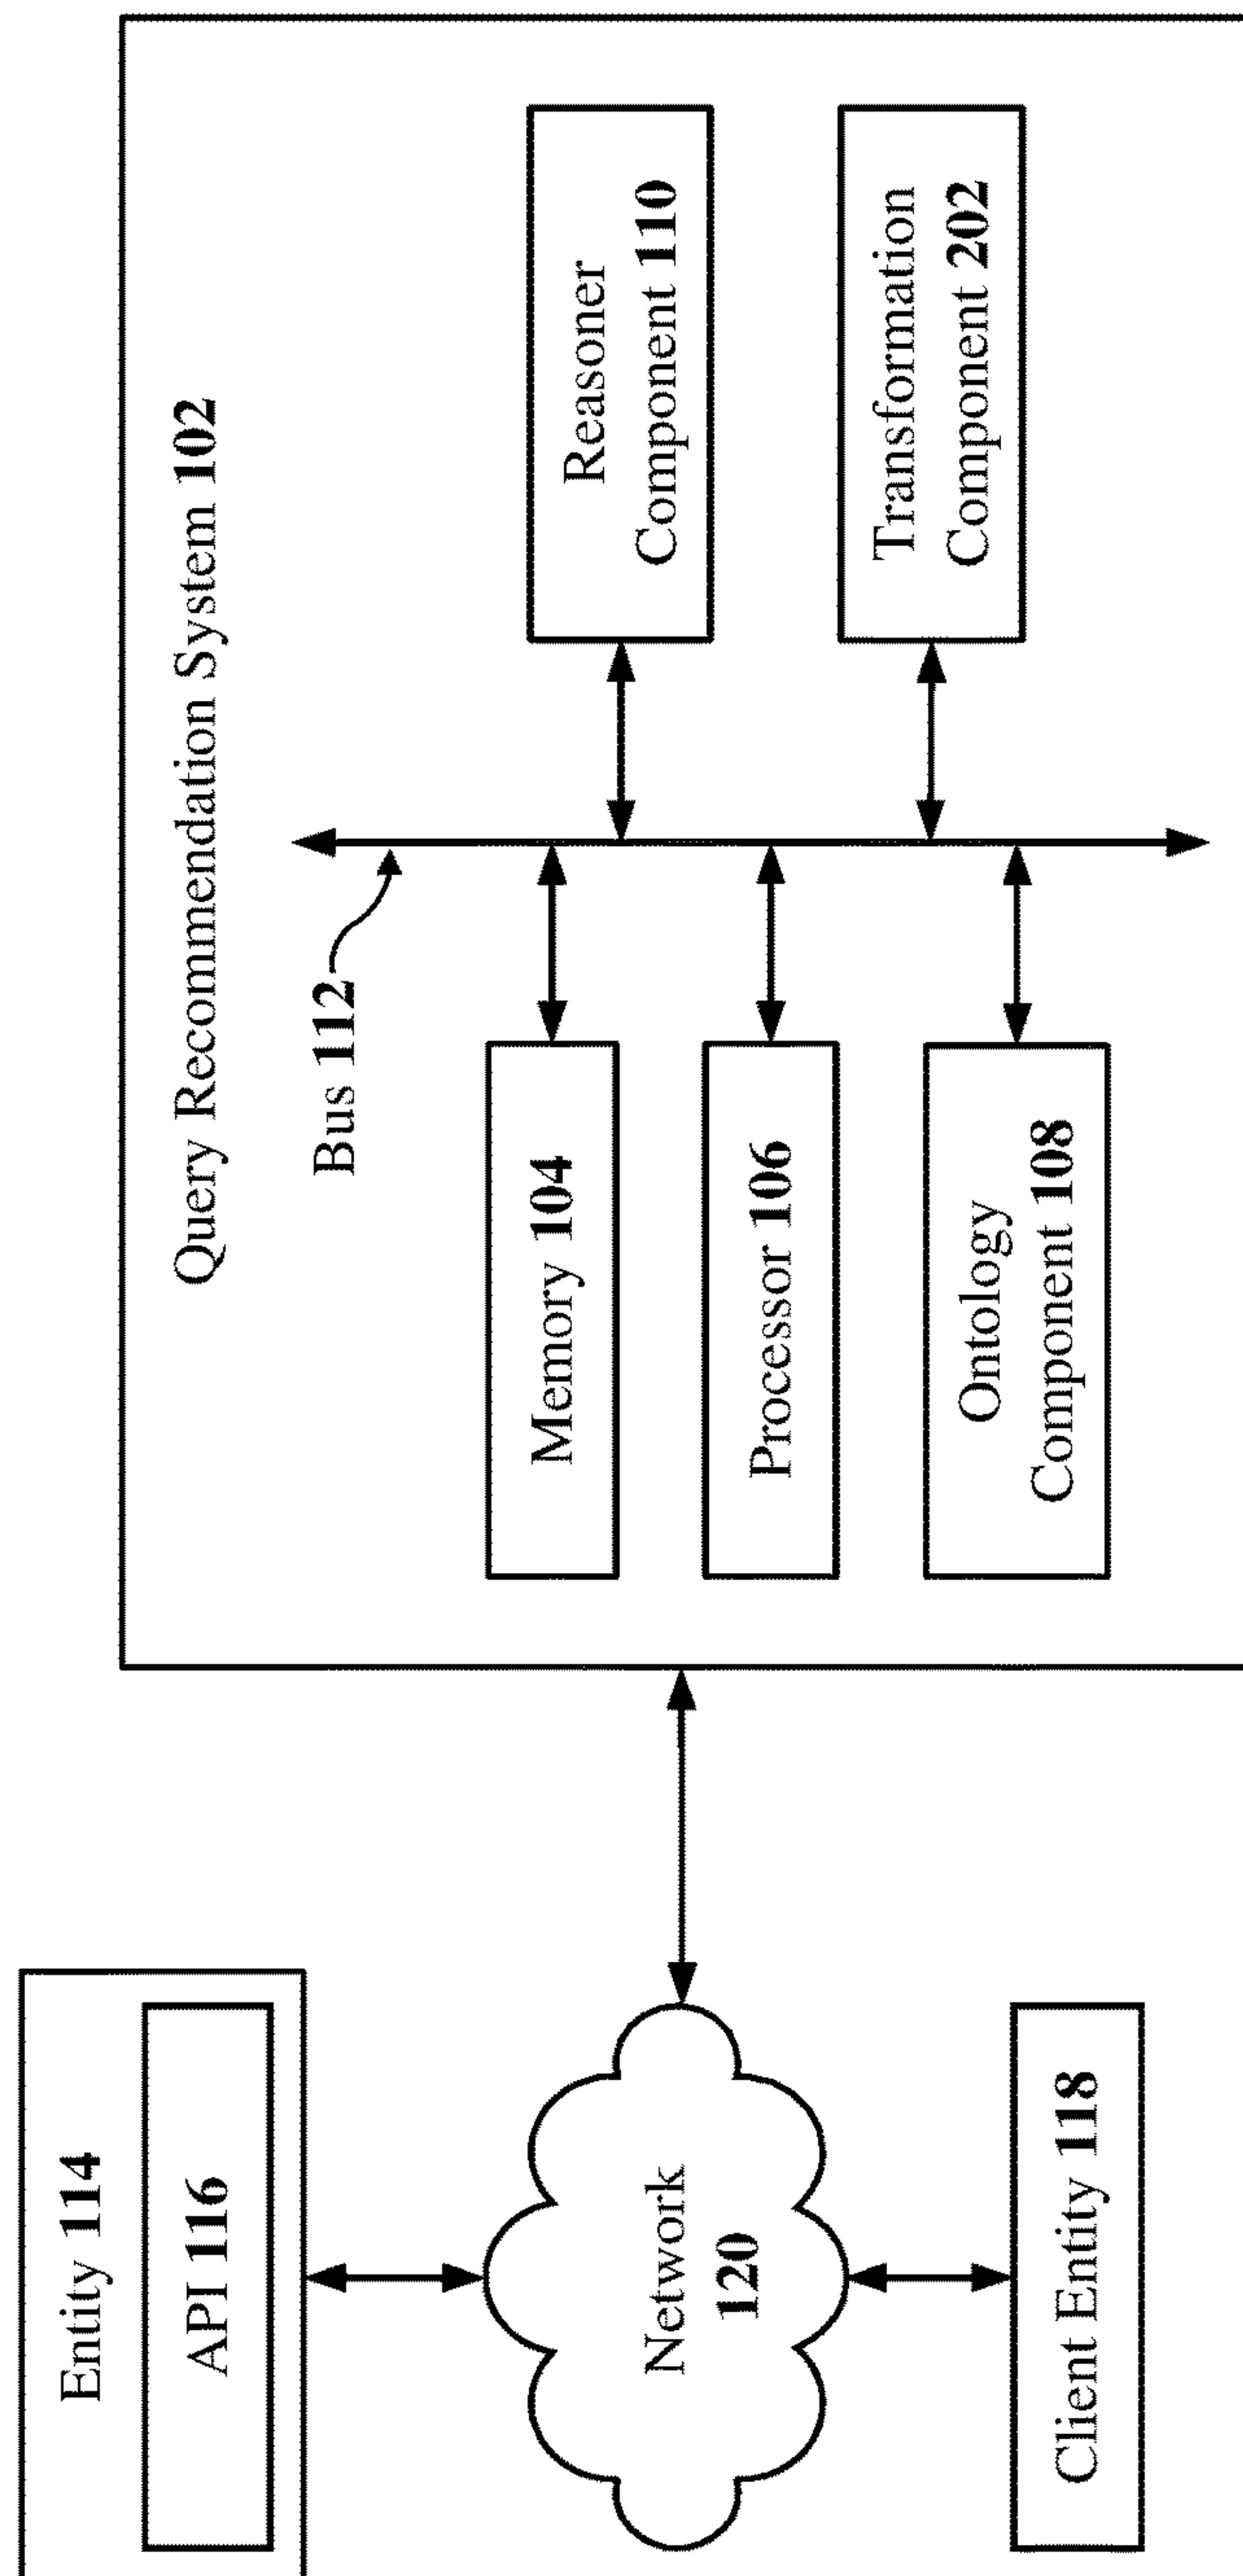 Entity 114
API 116
Network
120
Client Entity 118
Query Recommendation System 102
Bus 112
Memory 104
Processor 106
Ontology
Component 108
Reasoner
Component 110
Transformation
Component 202